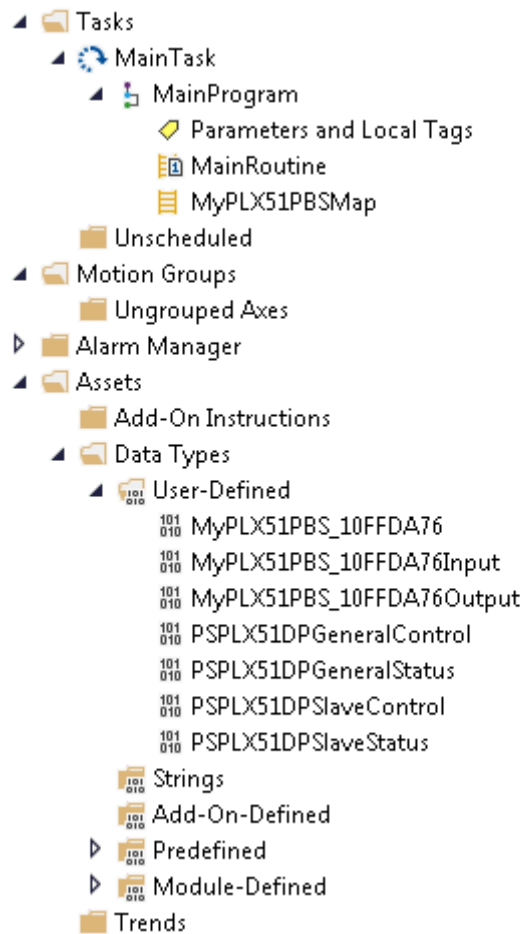 Tasks
MainTask
MainProgram
Parameters and Local Tags
MainRoutine
MyPLX51PBSMap
Unscheduled
Motion Groups
Ungrouped Axes
Alarm Manager
Assets
Add-On Instructions
Data Types
User-Defined
MyPLX51PBS_10FFDA76
MyPLX51PBS_10FFDA76Input
MyPLX51PBS_10FFDA76Output
PSPLX51DPGeneralControl
PSPLX51DPGeneralStatus
PSPLX51DPSlaveControl
PSPLX51DPSlaveStatus
Strings
Add-On-Defined
Predefined
Module-Defined
Trends